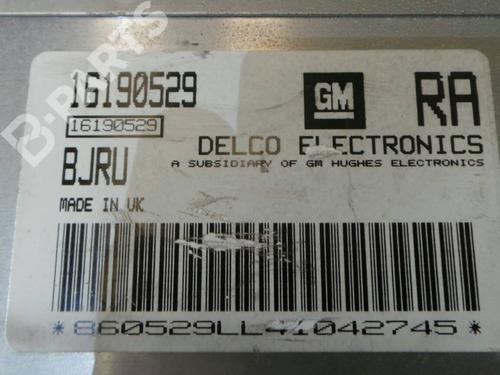 B-PARTS
16190529
GM
RA
16190529
DELCO ELECTRONICS
A SUBSIDIARY OF GM HUGHES ELECTRONICS
BJRU
MADE IN UK
*860529LL41042745*